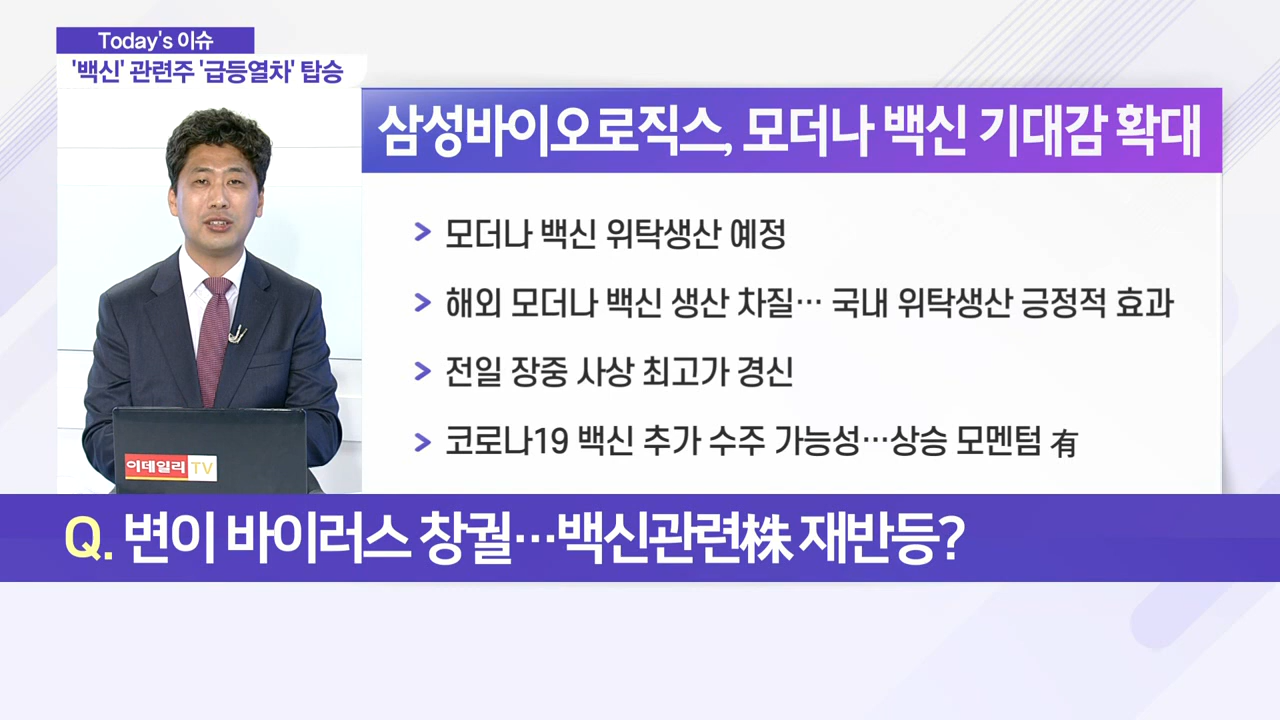 Today's 이슈
'백신' 관련주 '급등열차' 탑승
삼성바이오로직스, 모더나 백신 기대감 확대
> 모더나 백신 위탁생산 예정
> 해외 모더나 백신 생산 차질… 국내 위탁생산 긍정적 효과
> 전일 장중 사상 최고가 경신
> 코로나19 백신 추가 수주 가능성…상승 모멘텀 有
이데일리 TV
Q. 변이 바이러스 창궐…백신관련株 재반등?